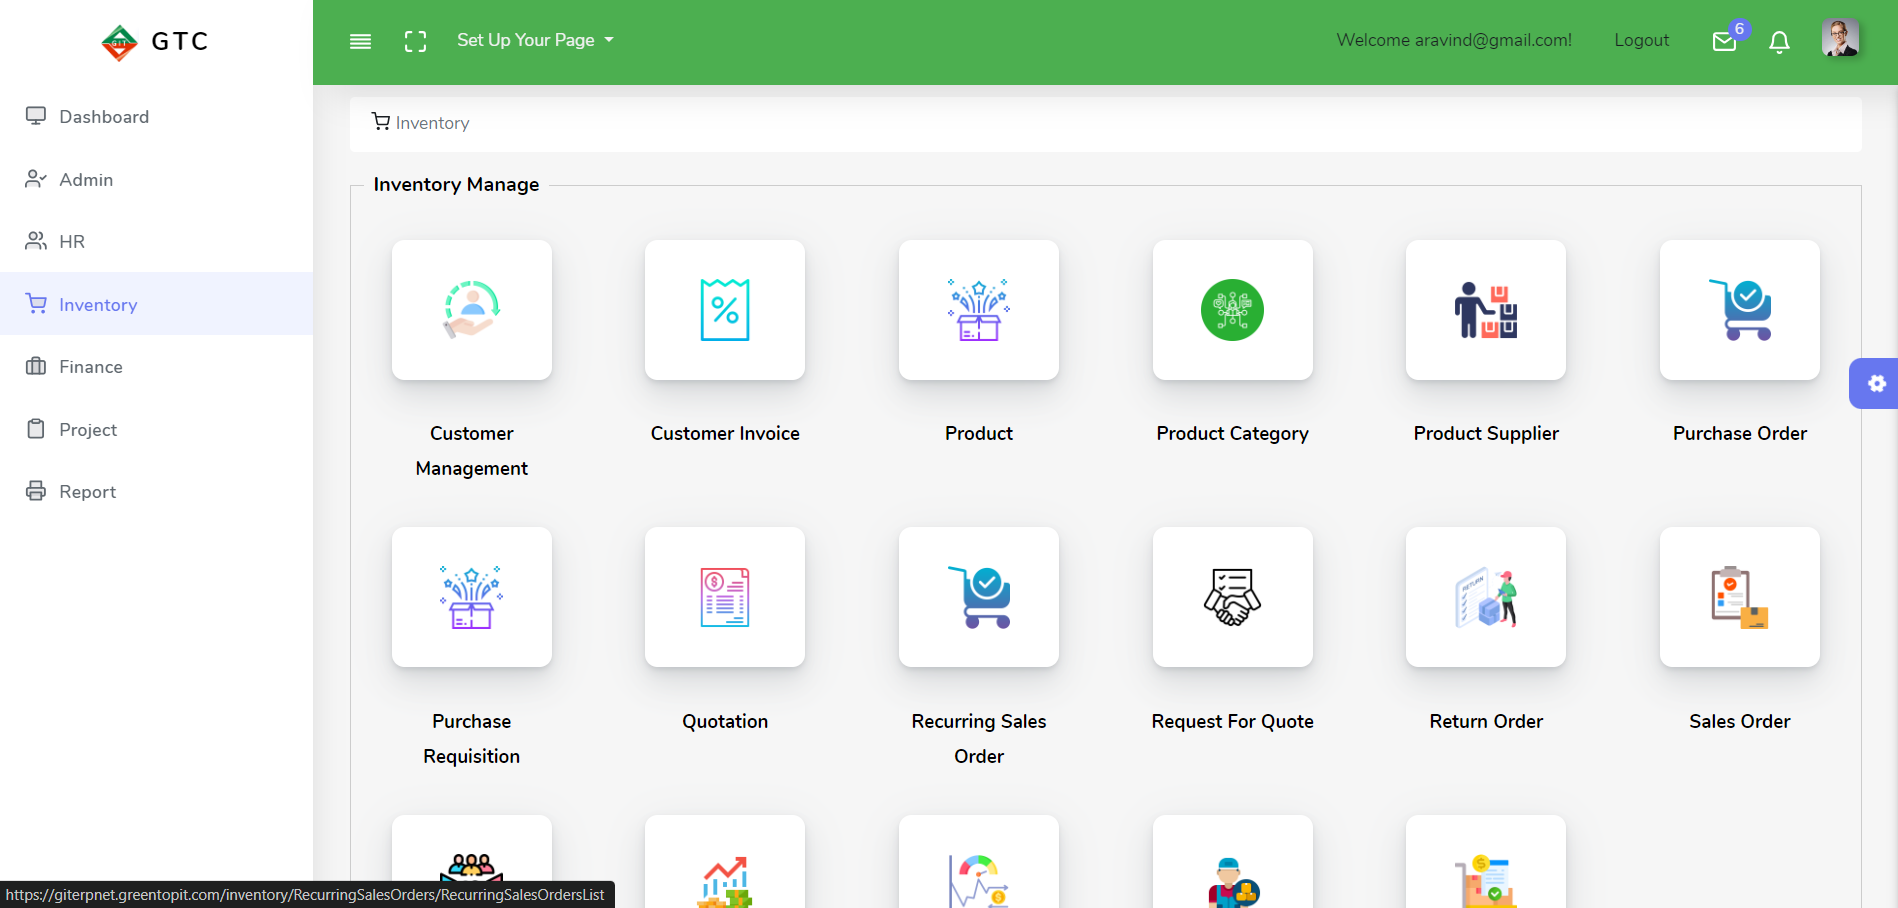 GIT
GTC
Set Up Your Page
Welcome aravind@gmail.com!
Logout
6
Dashboard
Admin
HR
Inventory
Finance
Project
Report
Inventory
Inventory Manage
Customer
Management
Customer Invoice
Product
Product Category
Product Supplier
Purchase Order
Purchase
Requisition
Quotation
Recurring Sales
Order
Request For Quote
RETURN
Return Order
Sales Order
https://giterpnet.greentopit.com/inventory/RecurringSalesOrders/RecurringSalesOrdersList